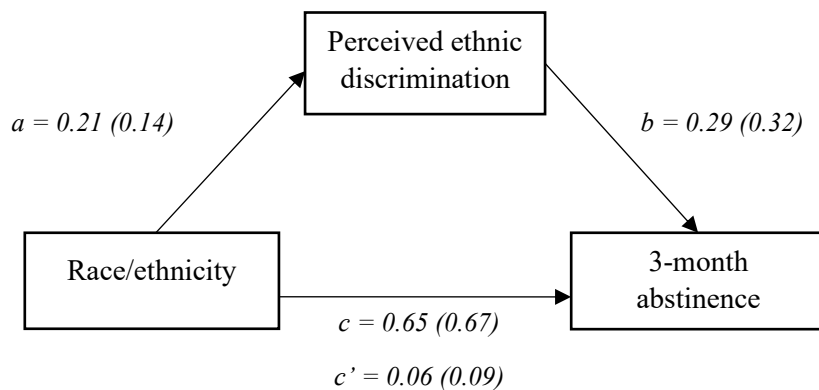 Perceived ethnic
discrimination
a = 0.21 (0.14)
b = 0.29 (0.32)
Race/ethnicity
3-month
abstinence
c = 0.65 (0.67)
c’ = 0.06 (0.09)